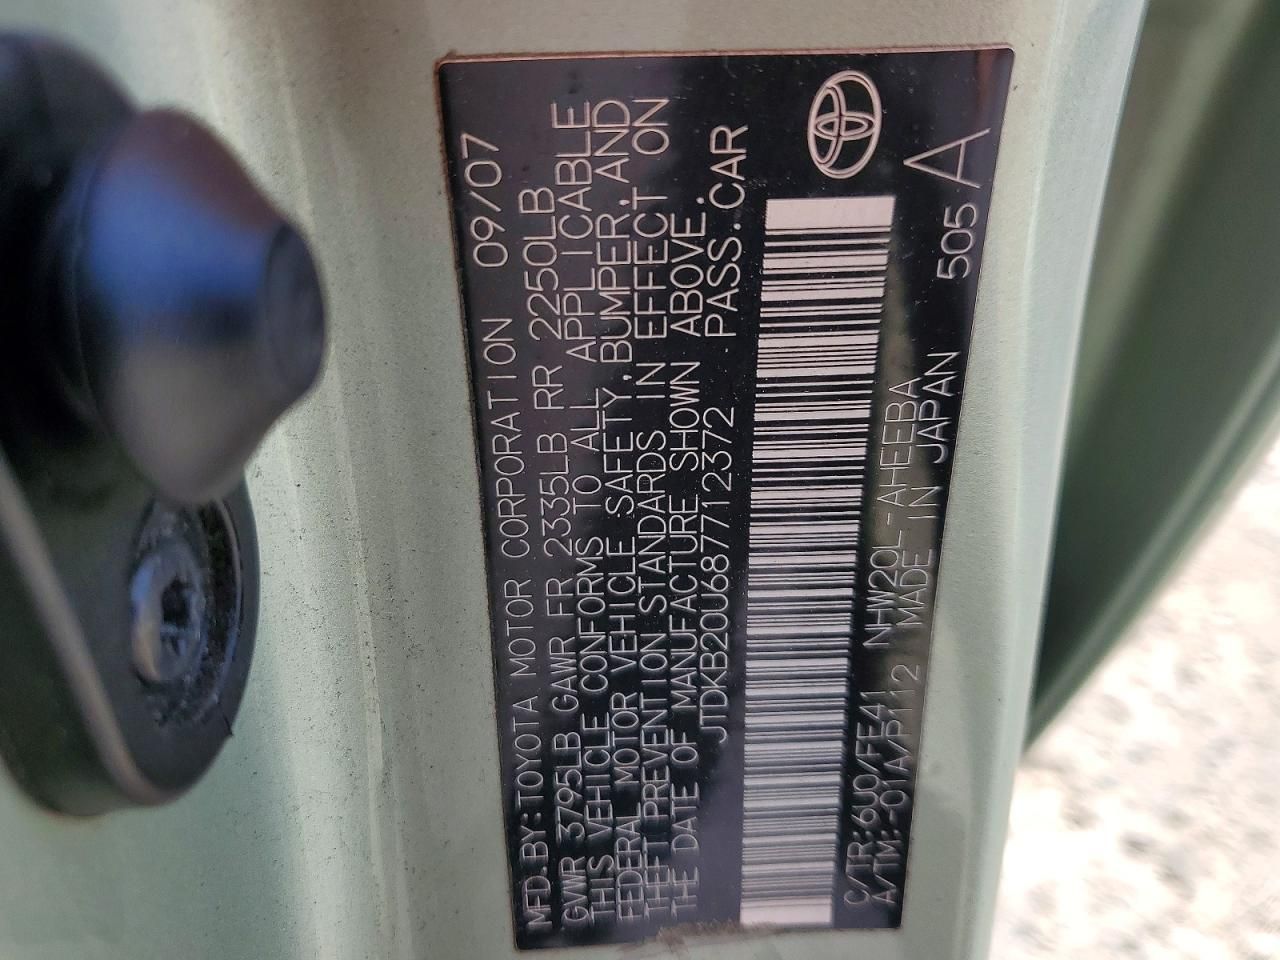 MFD.BY:TOYOTA MOTOR CORPORATION 09/07
GVWR 3795LB GAWR FR 2335LB RR 2250LB
THIS VEHICLE CONFORMS TO ALL APPLICABLE
FEDERAL MOTOR VEHICLE SAFETY, BUMPER, AND
THEFT PREVENTION STANDARDS IN EFFECT ON
THE DATE OF MANUFACTURE SHOWN ABOVE.
JTDKB20U687712372 PASS.CAR
C/TR:6U0/FE41 NHW20L-AHEEBA
A/TM:-01A/P112 MADE IN JAPAN 505 A